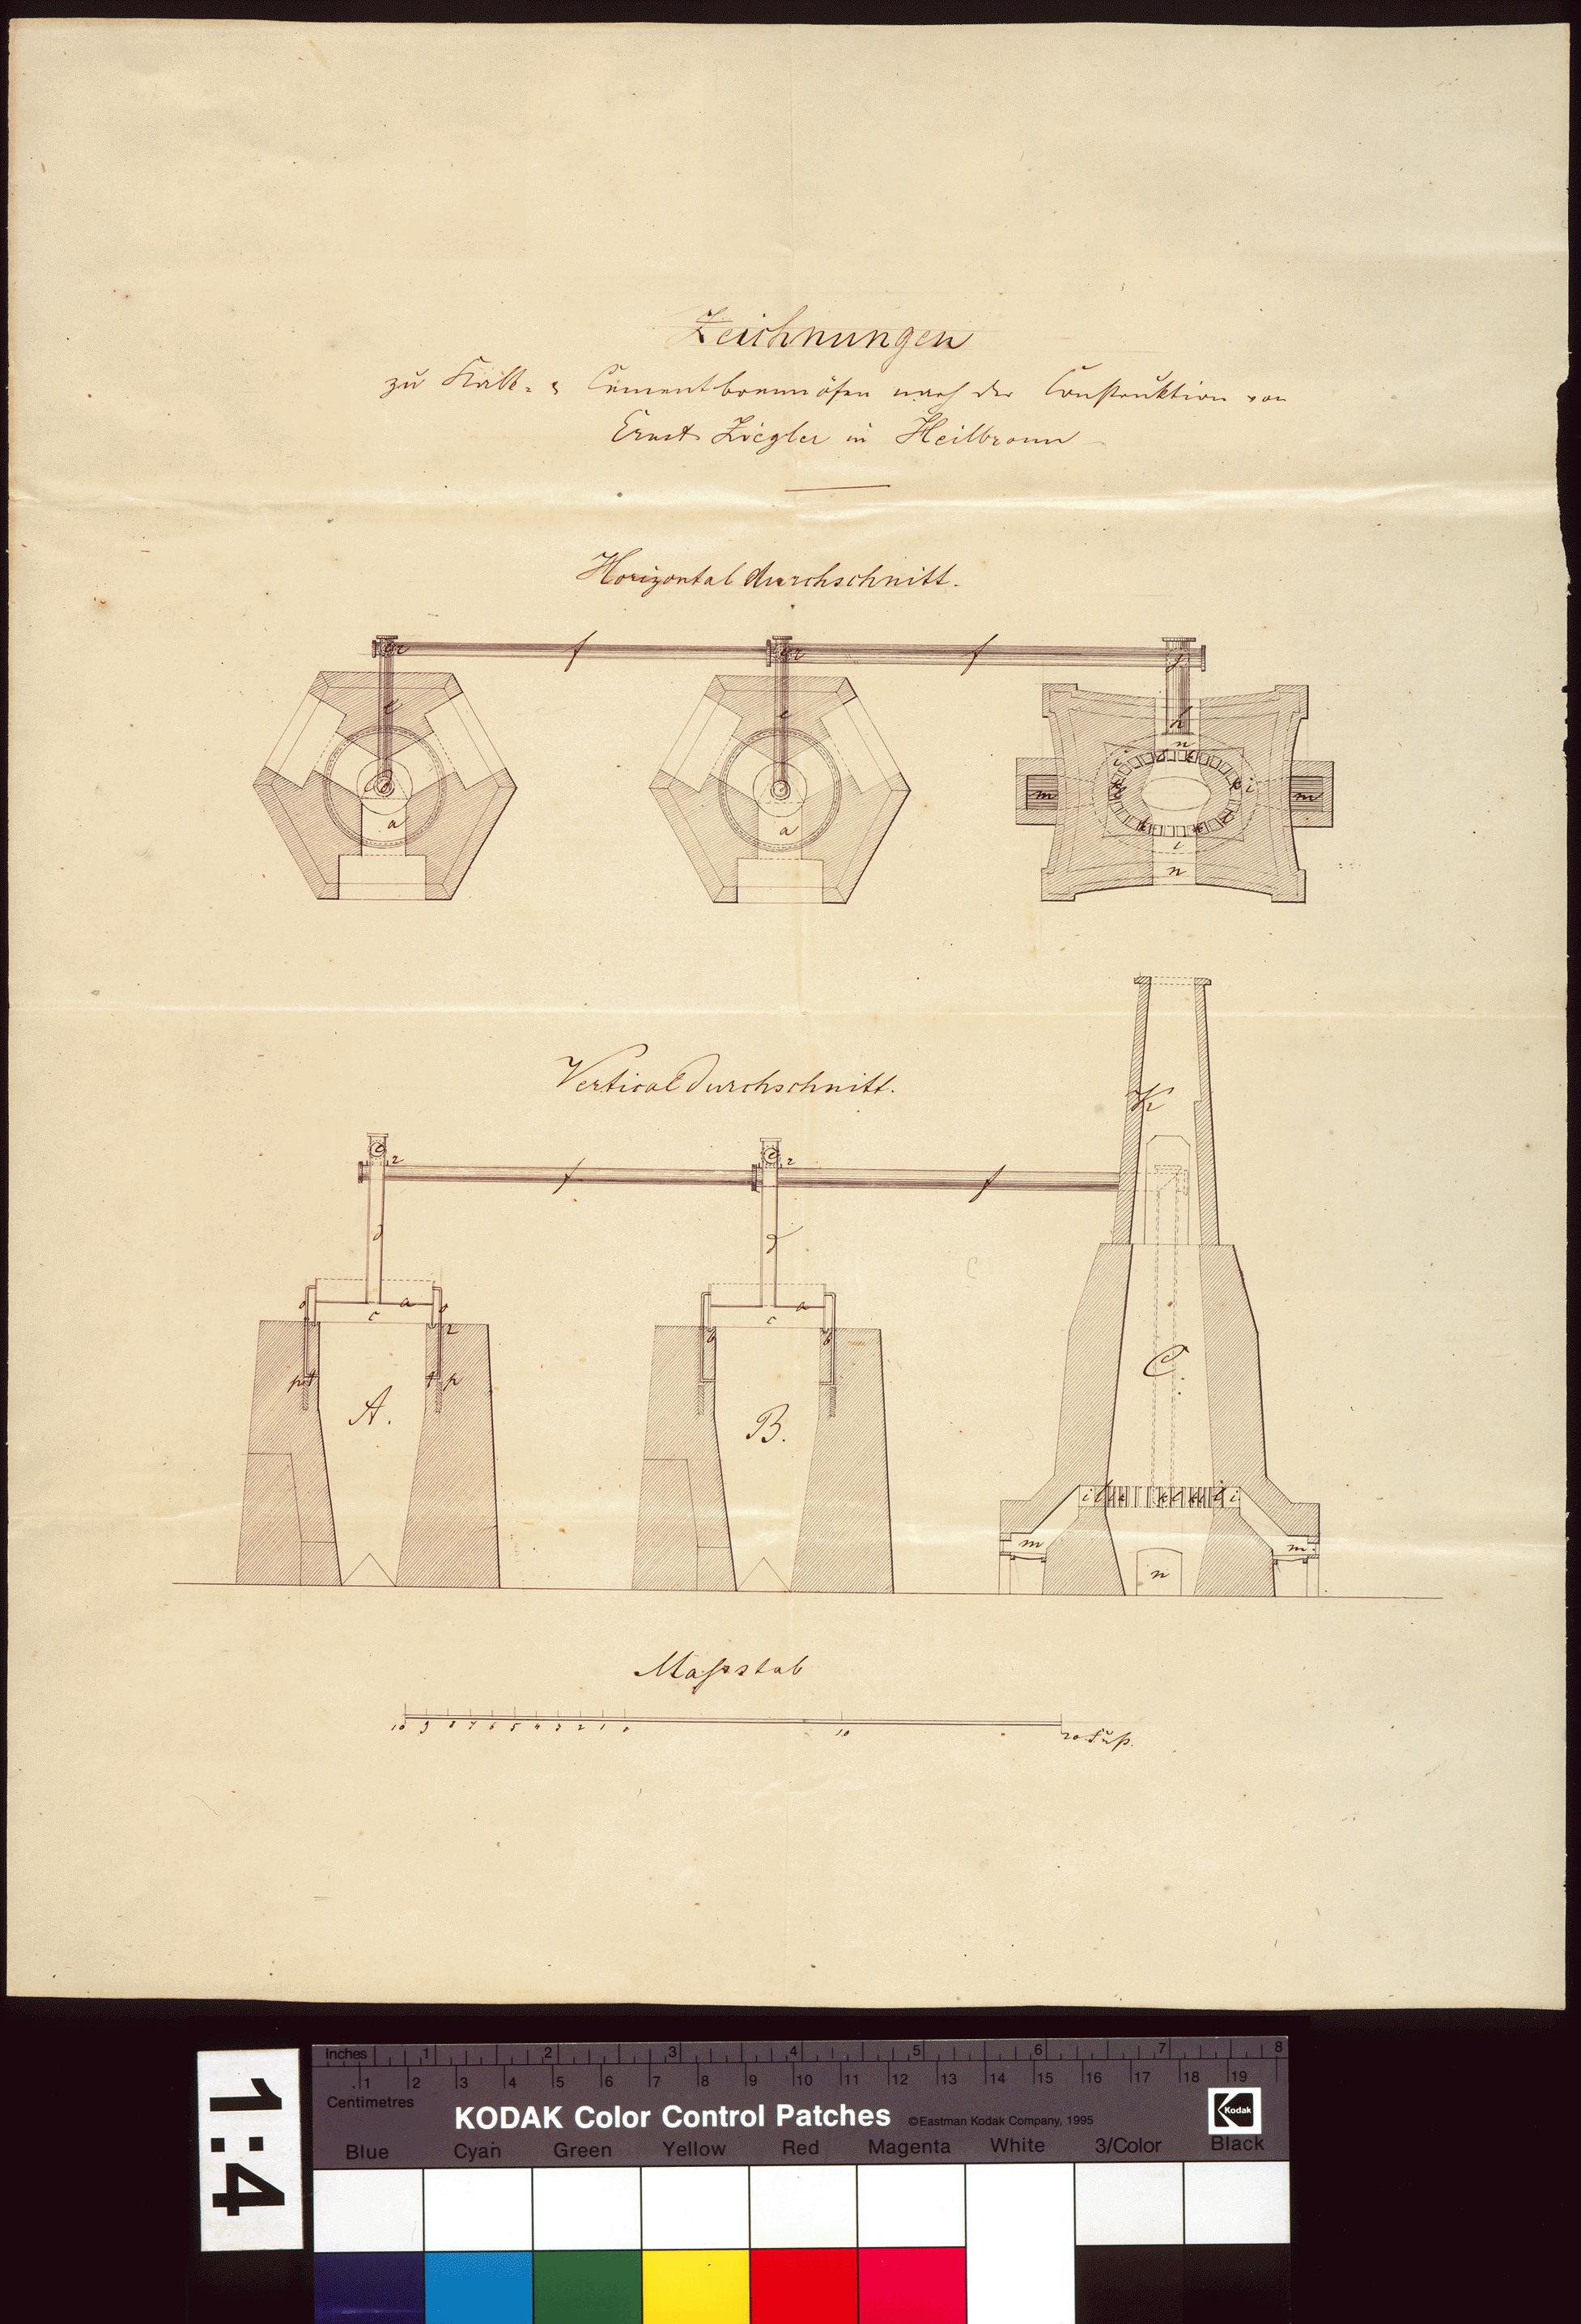 Zeichnungen
zu Kalk- & Cementbrennöfen nach der Construktion von
Ernst Ziegler in Heilbronn
Horizontaldurchschnitt.
f f
e e h
n
i i
m m
a a i
n
Verticaldurchschnitt.
K
e 2 e 2
f f
d d
a a
c c
b b
p t t p
A. B. C.
i l k k l k l i
m n m
Maßstab
10 9 8 7 6 5 4 3 2 1 0 10 20 Fuß.
1:4
Inches 1 2 3 4 5 6 7 8
1 2 3 4 5 6 7 8 9 10 11 12 13 14 15 16 17 18 19
Centimetres
KODAK Color Control Patches ©Eastman Kodak Company, 1995 Kodak
Blue Cyan Green Yellow Red Magenta White 3/Color Black